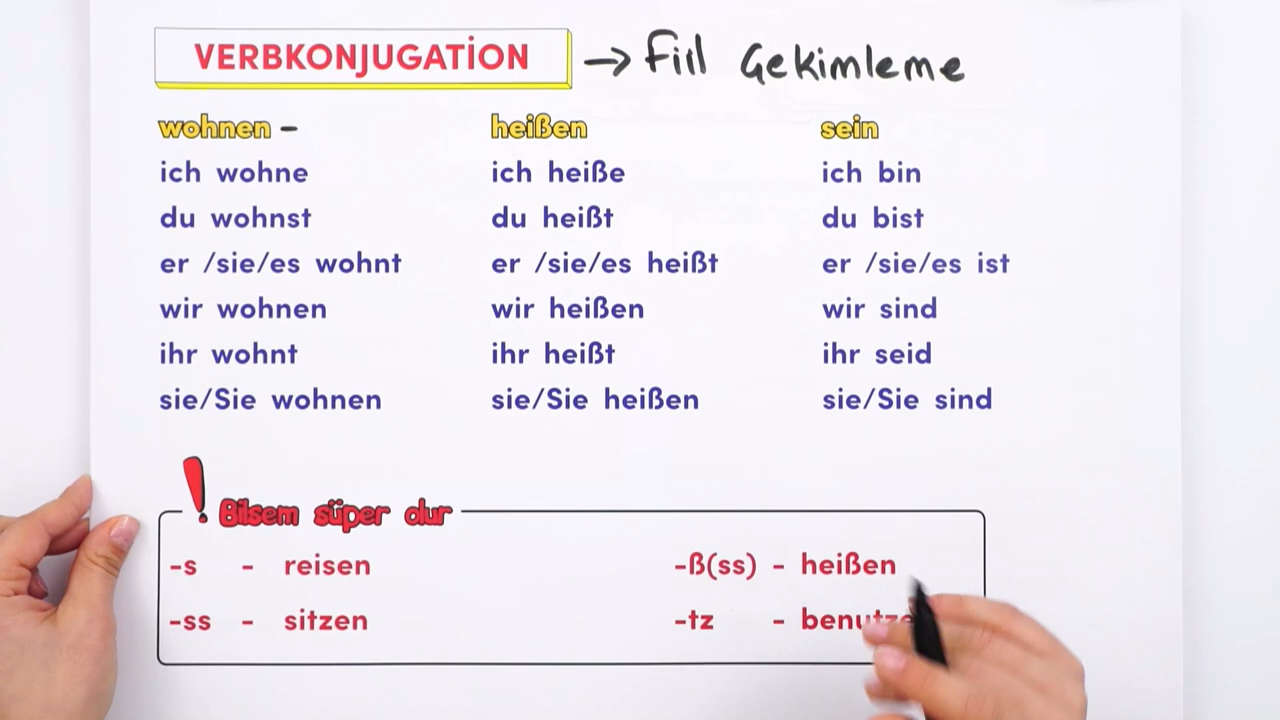 VERBKONJUGATİON → Fiil Çekimleme
wohnen - heißen sein
ich wohne ich heiße ich bin
du wohnst du heißt du bist
er /sie/es wohnt er /sie/es heißt er /sie/es ist
wir wohnen wir heißen wir sind
ihr wohnt ihr heißt ihr seid
sie/Sie wohnen sie/Sie heißen sie/Sie sind
! Bilsem süper dur
-s - reisen -ß(ss) - heißen
-ss - sitzen -tz -